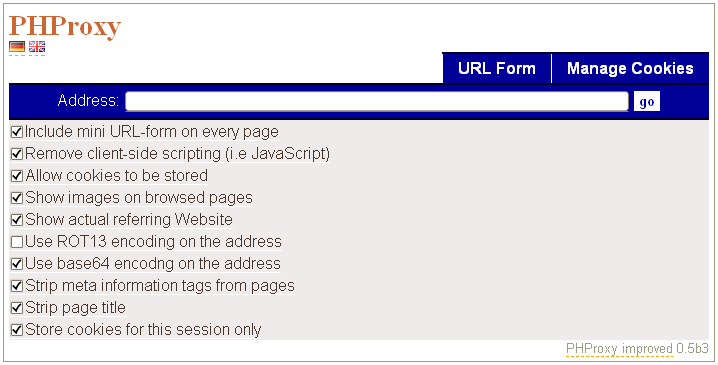 PHProxy
URL Form Manage Cookies
Address: go
Include mini URL-form on every page
Remove client-side scripting (i.e JavaScript)
Allow cookies to be stored
Show images on browsed pages
Show actual referring Website
Use ROT13 encoding on the address
Use base64 encodng on the address
Strip meta information tags from pages
Strip page title
Store cookies for this session only
PHProxy improved 0.5b3